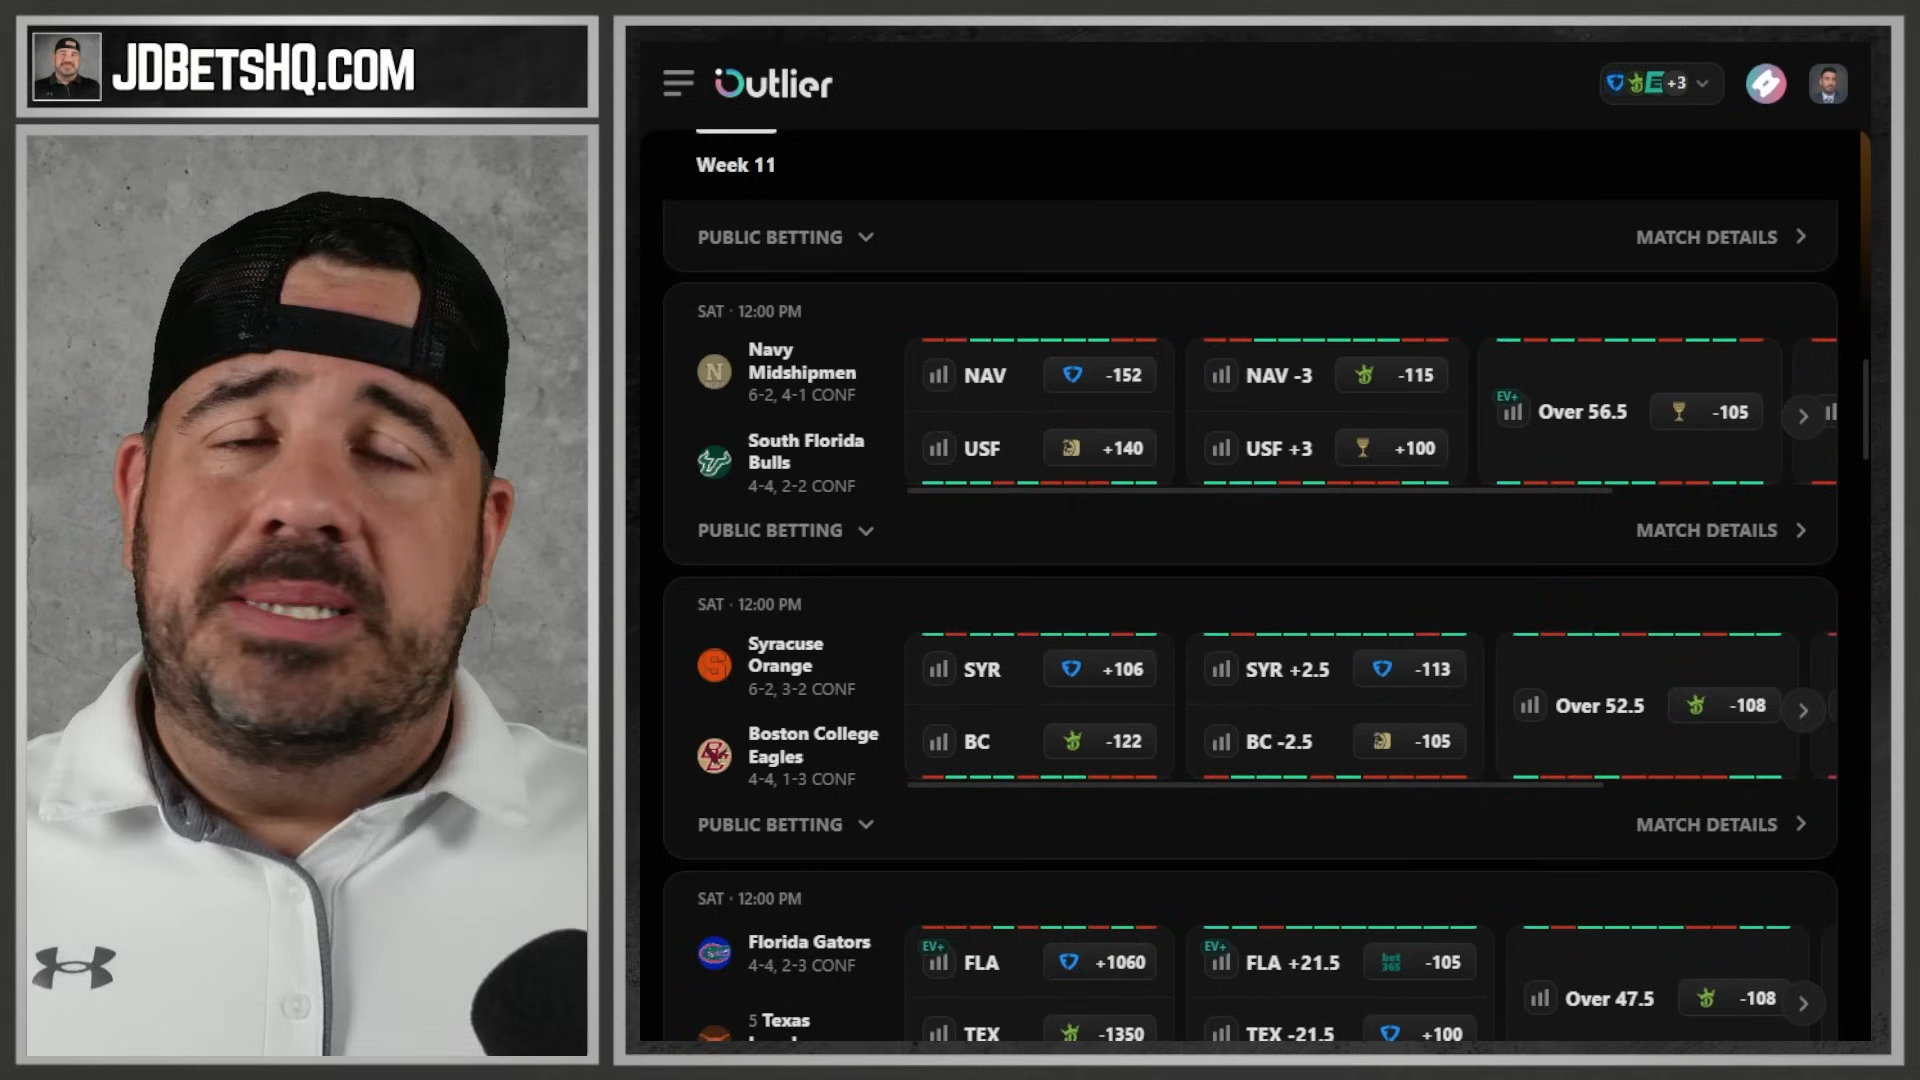 JDBETSHQ.COM
Outlier
+3
Week 11
PUBLIC BETTING
MATCH DETAILS
SAT · 12:00 PM
Navy
Midshipmen
6-2, 4-1 CONF
South Florida
Bulls
4-4, 2-2 CONF
NAV
-152
USF
+140
NAV -3
-115
USF +3
+100
EV+
Over 56.5
-105
PUBLIC BETTING
MATCH DETAILS
SAT · 12:00 PM
Syracuse
Orange
6-2, 3-2 CONF
Boston College
Eagles
4-4, 1-3 CONF
SYR
+106
BC
-122
SYR +2.5
-113
BC -2.5
-105
Over 52.5
-108
PUBLIC BETTING
MATCH DETAILS
SAT · 12:00 PM
Florida Gators
4-4, 2-3 CONF
5 Texas
EV+
FLA
+1060
TEX
-1350
EV+
FLA +21.5
bet
365
-105
TEX -21.5
+100
Over 47.5
-108